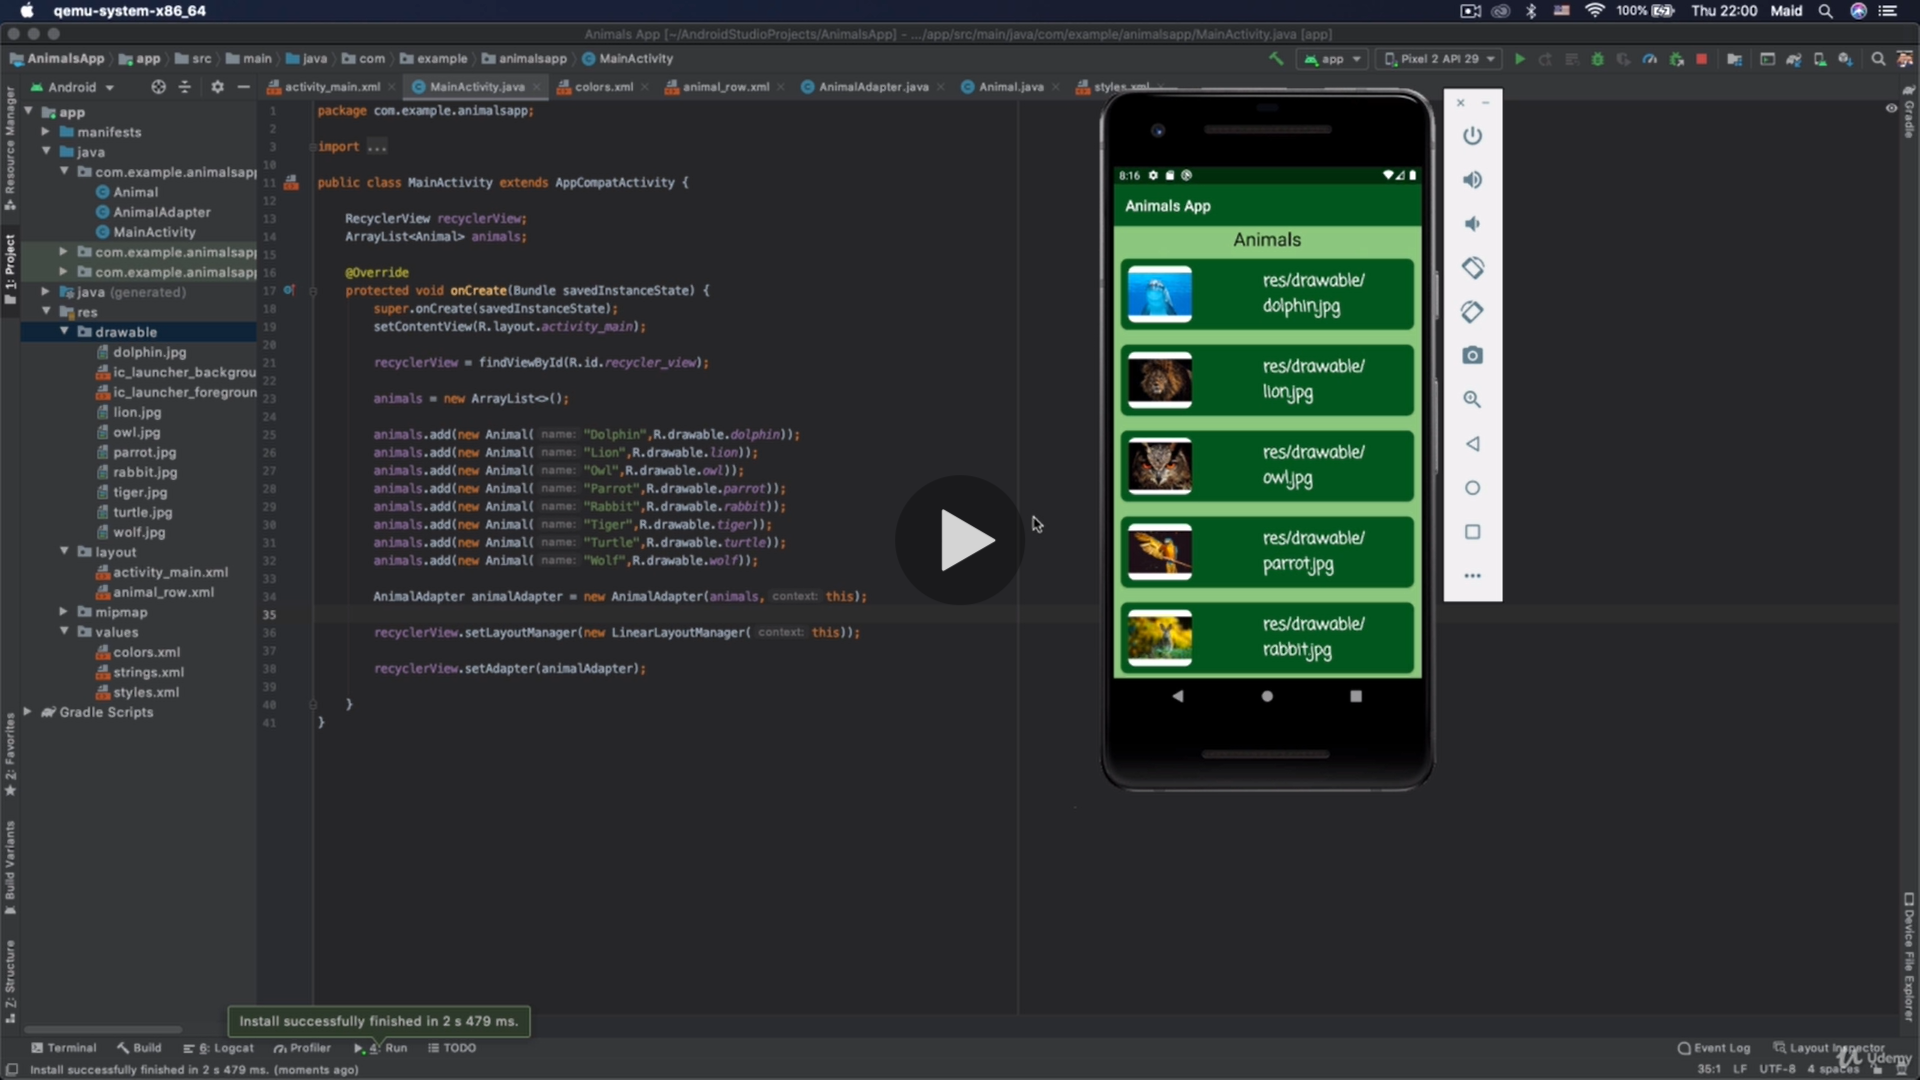 qemu-system-x86_64
100%
Thu 22:00 Maid
Animals App [~/AndroidStudioProjects/AnimalsApp] - .../app/src/main/java/com/example/animalsapp/MainActivity.java [app]
AnimalsApp app src main java com example animalsapp MainActivity
app
Pixel 2 API 29
Android
activity_main.xml
MainActivity.java
colors.xml
animal_row.xml
AnimalAdapter.java
Animal.java
styles.xml
Resource Manager
1: Project
2: Favorites
Build Variants
Z: Structure
app
manifests
java
com.example.animalsapp
Animal
AnimalAdapter
MainActivity
com.example.animalsapp
com.example.animalsapp
java (generated)
res
drawable
dolphin.jpg
ic_launcher_backgrou
ic_launcher_foregroun
lion.jpg
owl.jpg
parrot.jpg
rabbit.jpg
tiger.jpg
turtle.jpg
wolf.jpg
layout
activity_main.xml
animal_row.xml
mipmap
values
colors.xml
strings.xml
styles.xml
Gradle Scripts
1 package com.example.animalsapp;
2
3 import ...
10
11 public class MainActivity extends AppCompatActivity {
12
13 RecyclerView recyclerView;
14 ArrayList<Animal> animals;
15
16 @Override
17 protected void onCreate(Bundle savedInstanceState) {
18 super.onCreate(savedInstanceState);
19 setContentView(R.layout.activity_main);
20
21 recyclerView = findViewById(R.id.recycler_view);
22
23 animals = new ArrayList<>();
24
25 animals.add(new Animal( name: "Dolphin",R.drawable.dolphin));
26 animals.add(new Animal( name: "Lion",R.drawable.lion));
27 animals.add(new Animal( name: "Owl",R.drawable.owl));
28 animals.add(new Animal( name: "Parrot",R.drawable.parrot));
29 animals.add(new Animal( name: "Rabbit",R.drawable.rabbit));
30 animals.add(new Animal( name: "Tiger",R.drawable.tiger));
31 animals.add(new Animal( name: "Turtle",R.drawable.turtle));
32 animals.add(new Animal( name: "Wolf",R.drawable.wolf));
33
34 AnimalAdapter animalAdapter = new AnimalAdapter(animals, context: this);
35
36 recyclerView.setLayoutManager(new LinearLayoutManager( context: this));
37
38 recyclerView.setAdapter(animalAdapter);
39
40 }
41 }
8:16
Animals App
Animals
res/drawable/
dolphin.jpg
res/drawable/
lion.jpg
res/drawable/
owl.jpg
res/drawable/
parrot.jpg
res/drawable/
rabbit.jpg
Gradle
Device File Explorer
Install successfully finished in 2 s 479 ms.
Terminal Build 6: Logcat Profiler 4: Run TODO
Event Log Layout Inspector
Install successfully finished in 2 s 479 ms. (moments ago)
35:1 LF UTF-8 4 spaces
Udemy